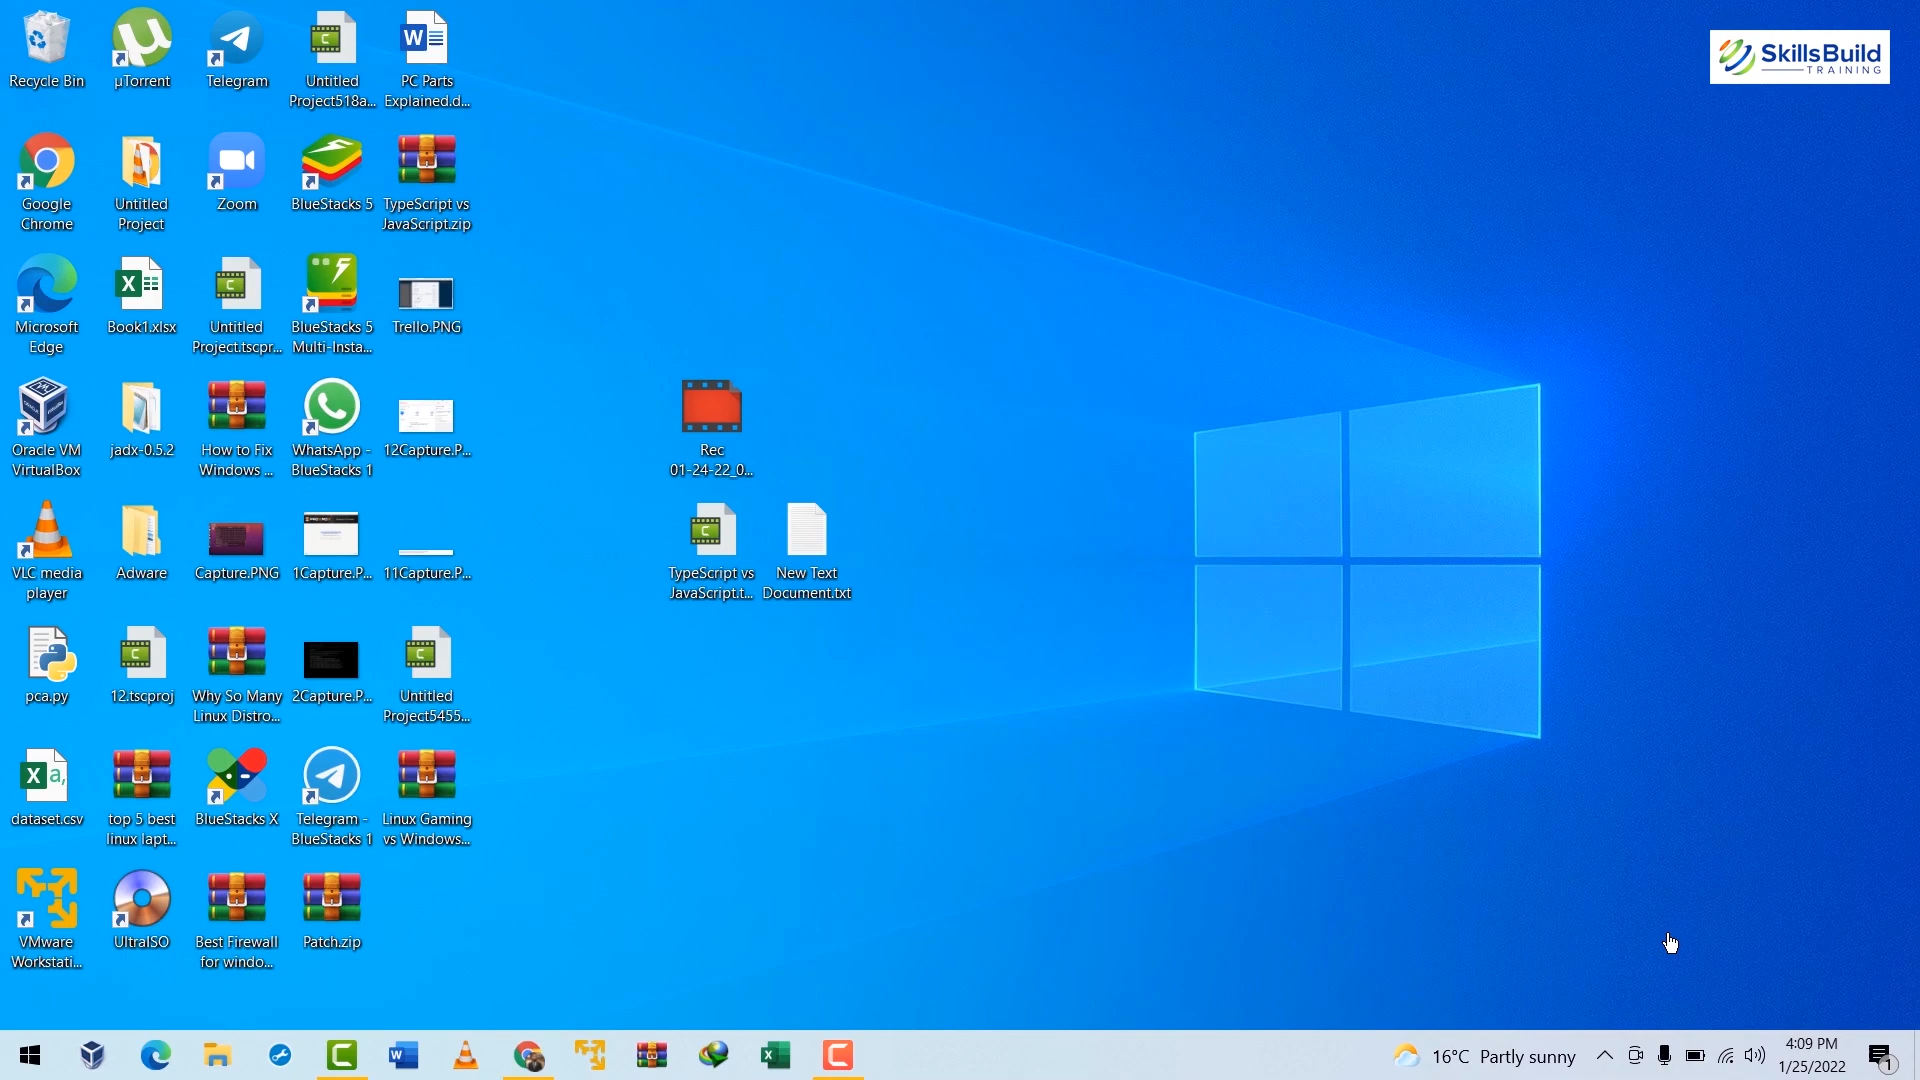 SkillsBuild
TRAINING
Recycle Bin
µTorrent
Telegram
Untitled
Project518a...
PC Parts
Explained.d...
Google
Chrome
Untitled
Project
Zoom
BlueStacks 5
TypeScript vs
JavaScript.zip
Microsoft
Edge
Book1.xlsx
Untitled
Project.tscpr...
BlueStacks 5
Multi-Insta...
Trello.PNG
Oracle VM
VirtualBox
jadx-0.5.2
How to Fix
Windows ...
WhatsApp -
BlueStacks 1
12Capture.P...
Rec
01-24-22_0...
VLC media
player
Adware
Capture.PNG
1Capture.P...
11Capture.P...
TypeScript vs
JavaScript.t...
New Text
Document.txt
pca.py
12.tscproj
Why So Many
Linux Distro...
2Capture.P...
Untitled
Project5455...
dataset.csv
top 5 best
linux lapt...
BlueStacks X
Telegram -
BlueStacks 1
Linux Gaming
vs Windows...
VMware
Workstati...
UltraISO
Best Firewall
for windo...
Patch.zip
16°C Partly sunny
4:09 PM
1/25/2022
1